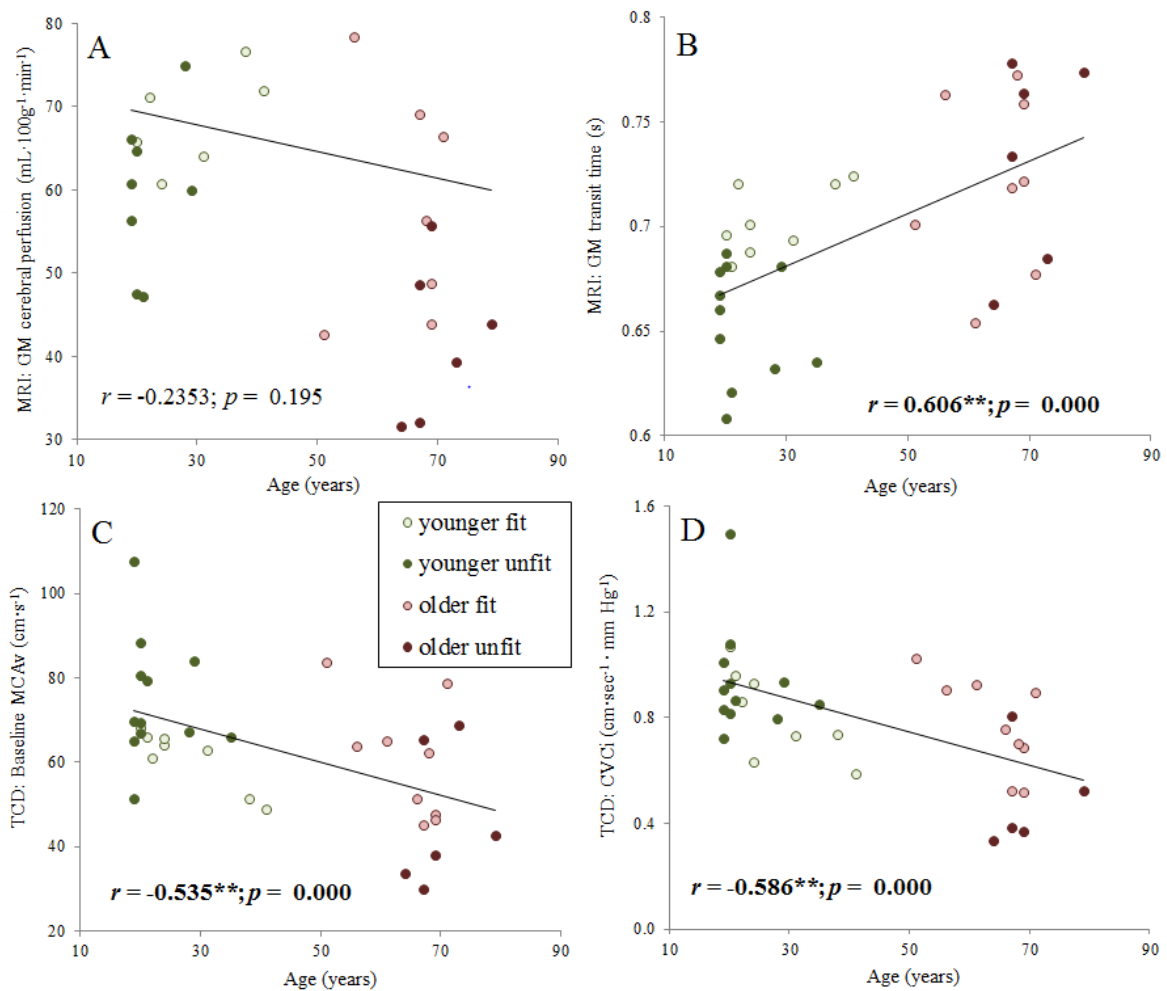 A
MRI: GM cerebral perfusion (mL·100g⁻¹·min⁻¹)
80
70
60
50
40
30
r = -0.2353; p = 0.195
10 30 50 70 90
Age (years)
B
MRI: GM transit time (s)
0.8
0.75
0.7
0.65
0.6
r = 0.606**; p = 0.000
10 30 50 70 90
Age (years)
C
TCD: Baseline MCAv (cm·s⁻¹)
120
100
80
60
40
20
younger fit
younger unfit
older fit
older unfit
r = -0.535**; p = 0.000
10 30 50 70 90
Age (years)
D
TCD: CVCi (cm·sec⁻¹ · mm Hg⁻¹)
1.6
1.2
0.8
0.4
0.0
r = -0.586**; p = 0.000
10 30 50 70 90
Age (years)